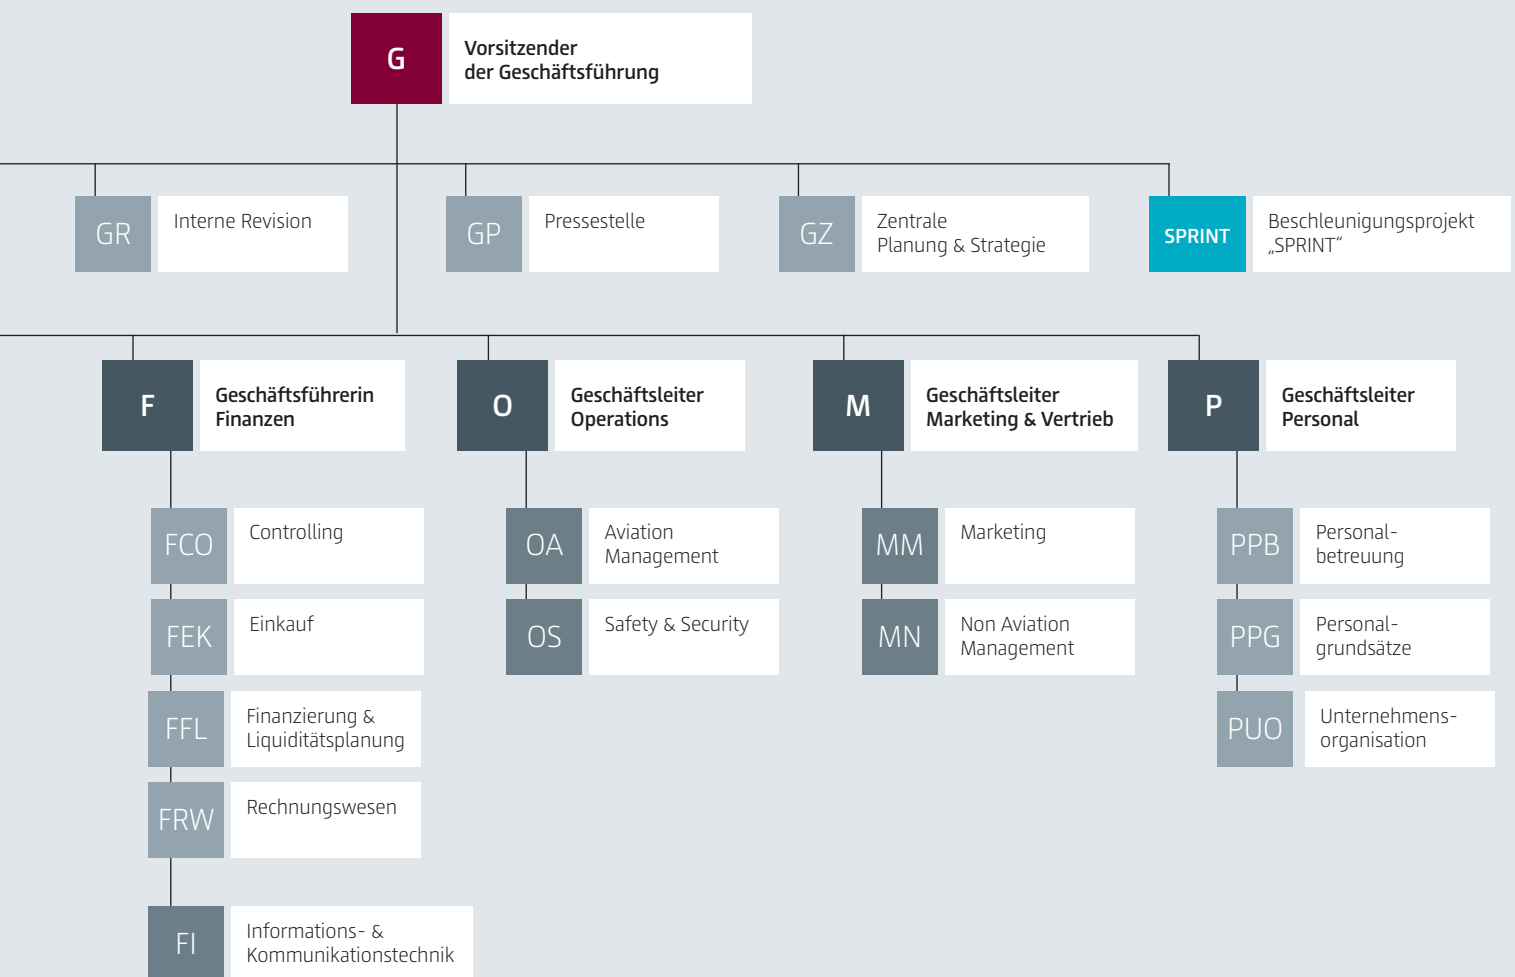 G
Vorsitzender
der Geschäftsführung
GR
Interne Revision
GP
Pressestelle
GZ
Zentrale
Planung & Strategie
SPRINT
Beschleunigungsprojekt
„SPRINT“
F
Geschäftsführerin
Finanzen
O
Geschäftsleiter
Operations
M
Geschäftsleiter
Marketing & Vertrieb
P
Geschäftsleiter
Personal
FCO
Controlling
FEK
Einkauf
FFL
Finanzierung &
Liquiditätsplanung
FRW
Rechnungswesen
FI
Informations- &
Kommunikationstechnik
OA
Aviation
Management
OS
Safety & Security
MM
Marketing
MN
Non Aviation
Management
PPB
Personal-
betreuung
PPG
Personal-
grundsätze
PUO
Unternehmens-
organisation